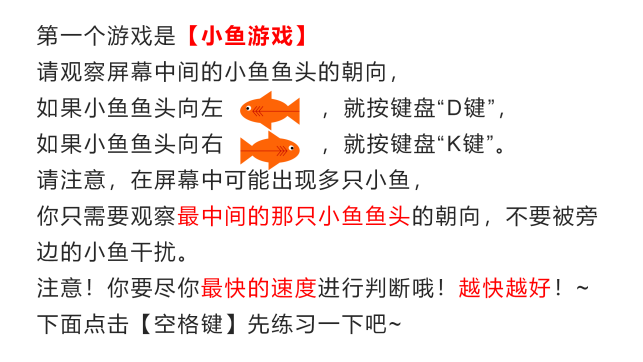 第一个游戏是【小鱼游戏】
请观察屏幕中间的小鱼鱼头的朝向，
如果小鱼鱼头向左 ，就按键盘“D键”，
如果小鱼鱼头向右 ，就按键盘“K键”。
请注意，在屏幕中可能出现多只小鱼，
你只需要观察最中间的那只小鱼鱼头的朝向，不要被旁
边的小鱼干扰。
注意！你要尽你最快的速度进行判断哦！越快越好！~
下面点击【空格键】先练习一下吧~